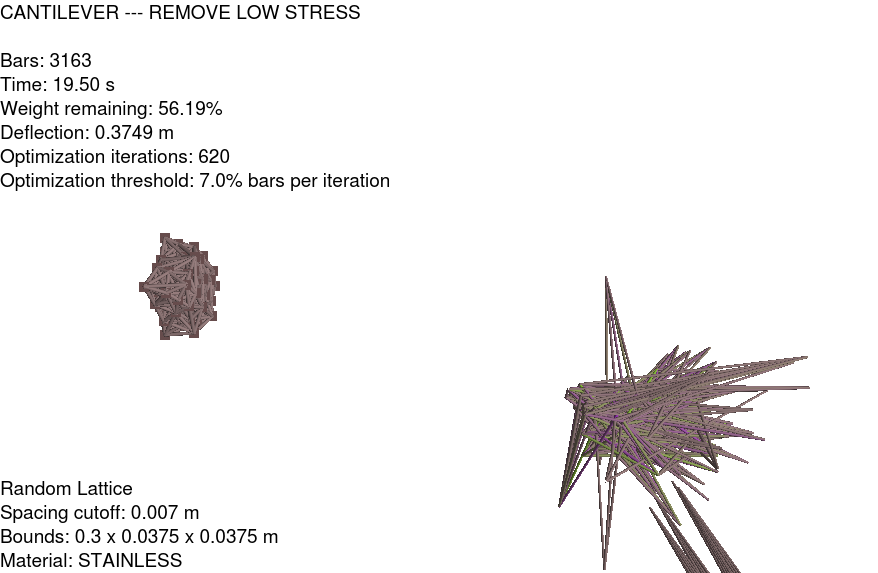 CANTILEVER --- REMOVE LOW STRESS
Bars: 3163
Time: 19.50 s
Weight remaining: 56.19%
Deflection: 0.3749 m
Optimization iterations: 620
Optimization threshold: 7.0% bars per iteration
Random Lattice
Spacing cutoff: 0.007 m
Bounds: 0.3 x 0.0375 x 0.0375 m
Material: STAINLESS